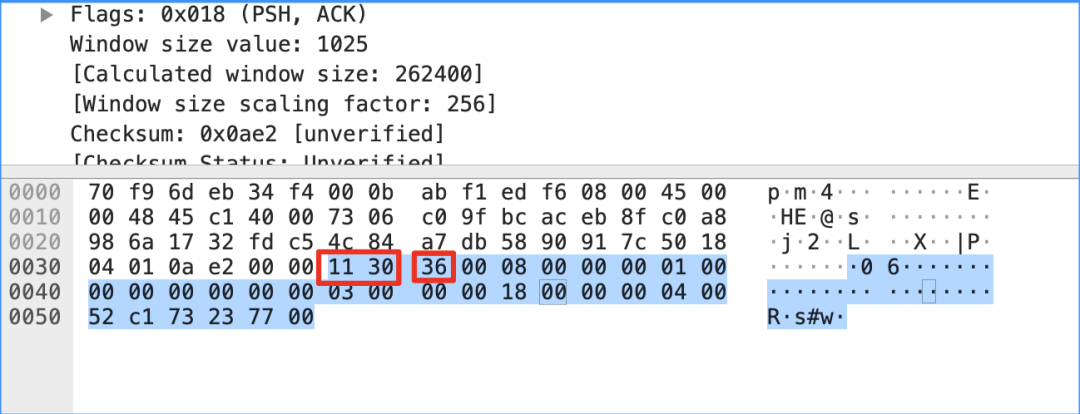 ▶ Flags: 0x018 (PSH, ACK)
Window size value: 1025
[Calculated window size: 262400]
[Window size scaling factor: 256]
Checksum: 0x0ae2 [unverified]
[Checksum Status: Unverified]
0000 70 f9 6d eb 34 f4 00 0b ab f1 ed f6 08 00 45 00 p·m·4··· ······E·
0010 00 48 45 c1 40 00 73 06 c0 9f bc ac eb 8f c0 a8 ·HE·@·s· ········
0020 98 6a 17 32 fd c5 4c 84 a7 db 58 90 91 7c 50 18 ·j·2··L· ··X··|P·
0030 04 01 0a e2 00 00 11 30 36 00 08 00 00 00 01 00 ·······0 6·······
0040 00 00 00 00 00 00 03 00 00 00 18 00 00 00 04 00 ········ ········
0050 52 c1 73 23 77 00 R·s#w·